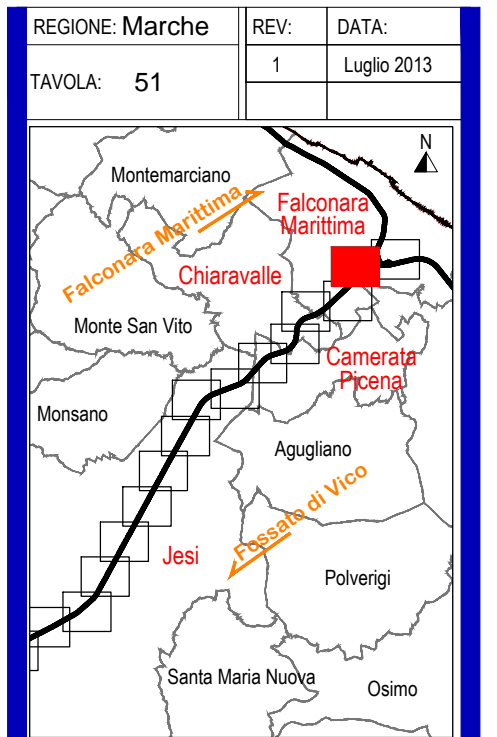 REGIONE: Marche
REV:
DATA:
TAVOLA: 51
1
Luglio 2013
N
Montemarciano
Falconara Marittima
Falconara
Marittima
Chiaravalle
Monte San Vito
Camerata
Picena
Monsano
Agugliano
Fossato di Vico
Jesi
Polverigi
Santa Maria Nuova
Osimo